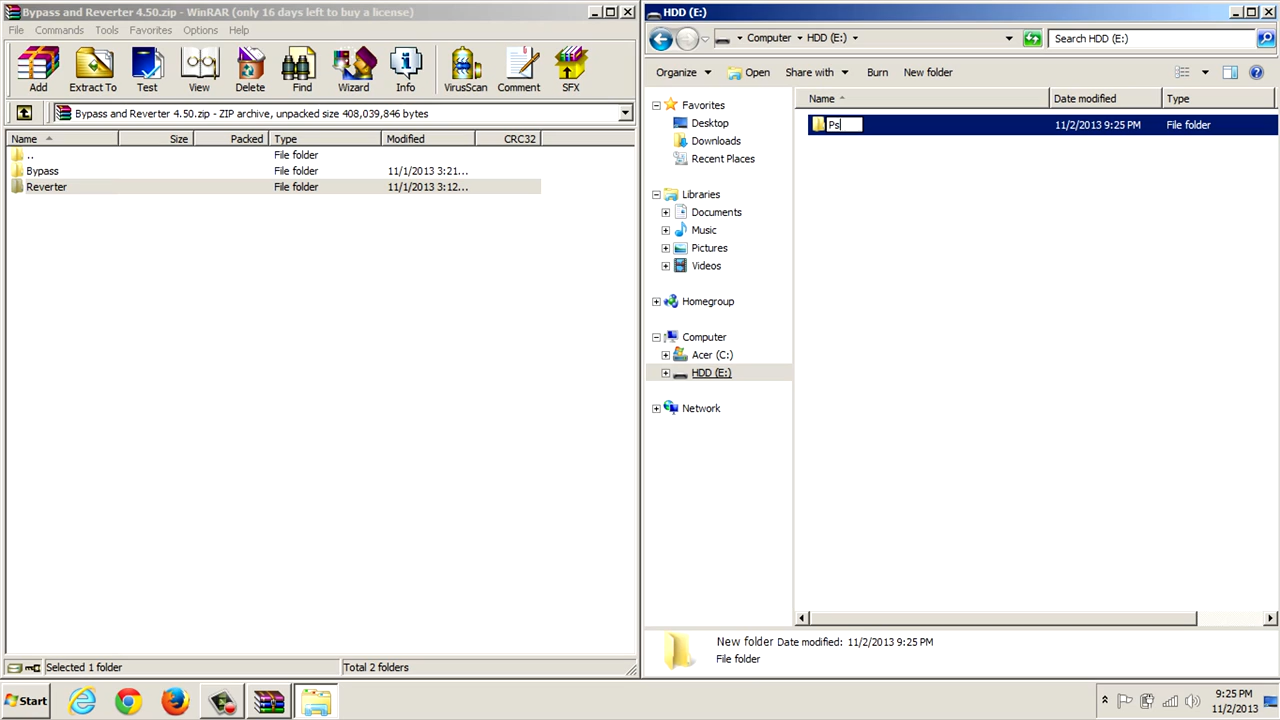 Bypass and Reverter 4.50.zip - WinRAR (only 16 days left to buy a license)
File Commands Tools Favorites Options Help
Add Extract To Test View Delete Find Wizard Info VirusScan Comment SFX
Bypass and Reverter 4.50.zip - ZIP archive, unpacked size 408,039,846 bytes
Name Size Packed Type Modified CRC32
.. File folder
Bypass File folder 11/1/2013 3:21...
Reverter File folder 11/1/2013 3:12...
Selected 1 folder Total 2 folders
HDD (E:)
Computer HDD (E:) Search HDD (E:)
Organize Open Share with Burn New folder
Favorites
Desktop
Downloads
Recent Places
Libraries
Documents
Music
Pictures
Videos
Homegroup
Computer
Acer (C:)
HDD (E:)
Network
Name Date modified Type
Ps 11/2/2013 9:25 PM File folder
New folder Date modified: 11/2/2013 9:25 PM
File folder
Start
9:25 PM
11/2/2013